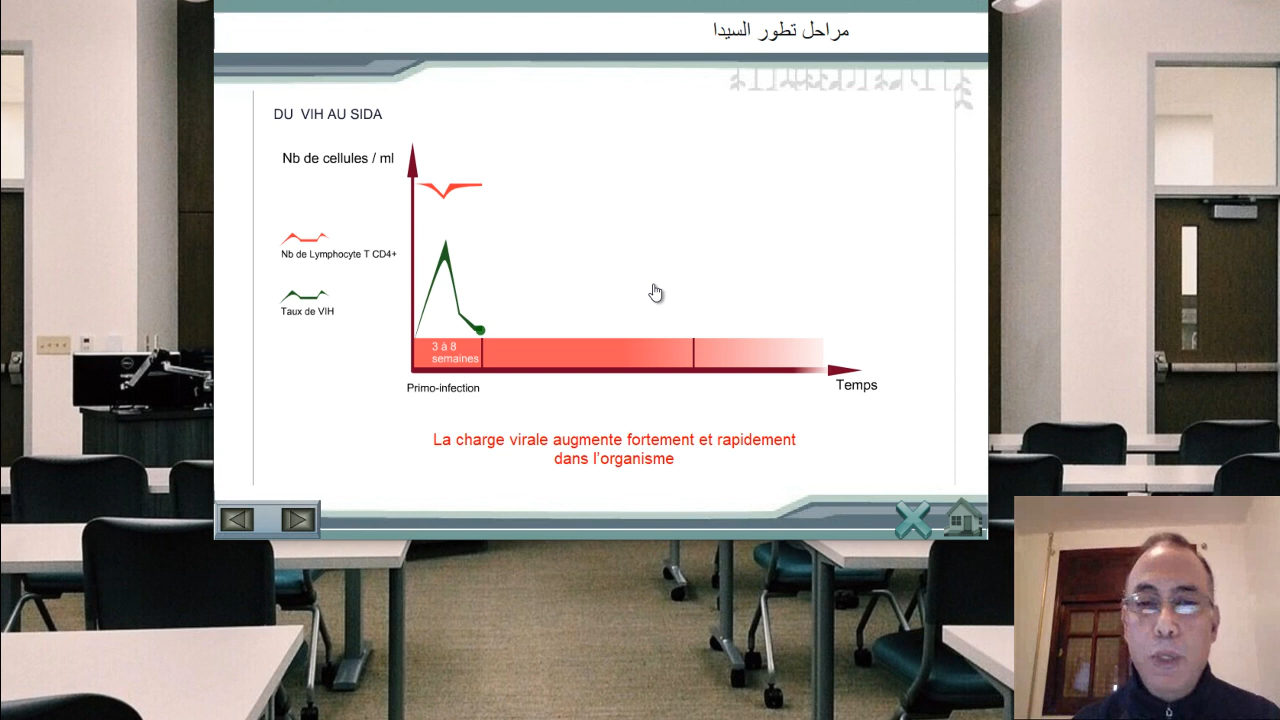 مراحل تطور السيدا
DU VIH AU SIDA
Nb de cellules / ml
Nb de Lymphocyte T CD4+
Taux de VIH
3 à 8
semaines
Primo-infection
Temps
La charge virale augmente fortement et rapidement
dans l'organisme